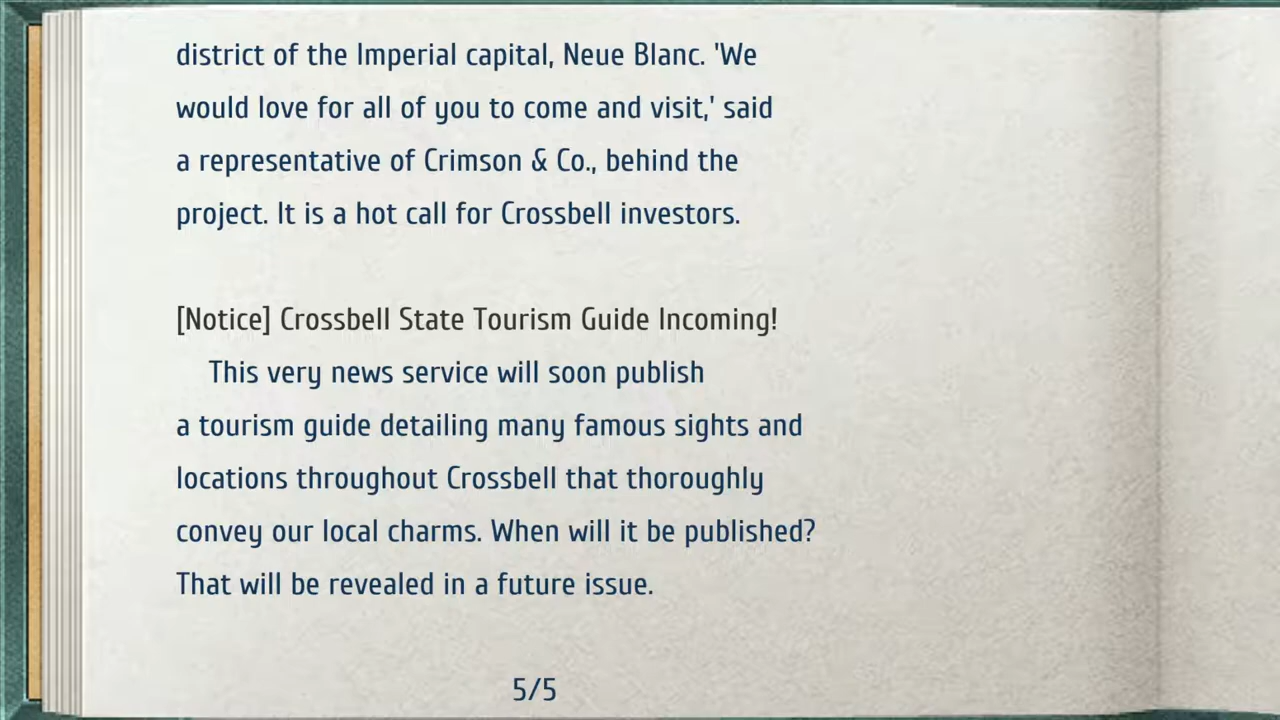 district of the Imperial capital, Neue Blanc. 'We
would love for all of you to come and visit,' said
a representative of Crimson & Co., behind the
project. It is a hot call for Crossbell investors.
[Notice] Crossbell State Tourism Guide Incoming!
This very news service will soon publish
a tourism guide detailing many famous sights and
locations throughout Crossbell that thoroughly
convey our local charms. When will it be published?
That will be revealed in a future issue.
5/5